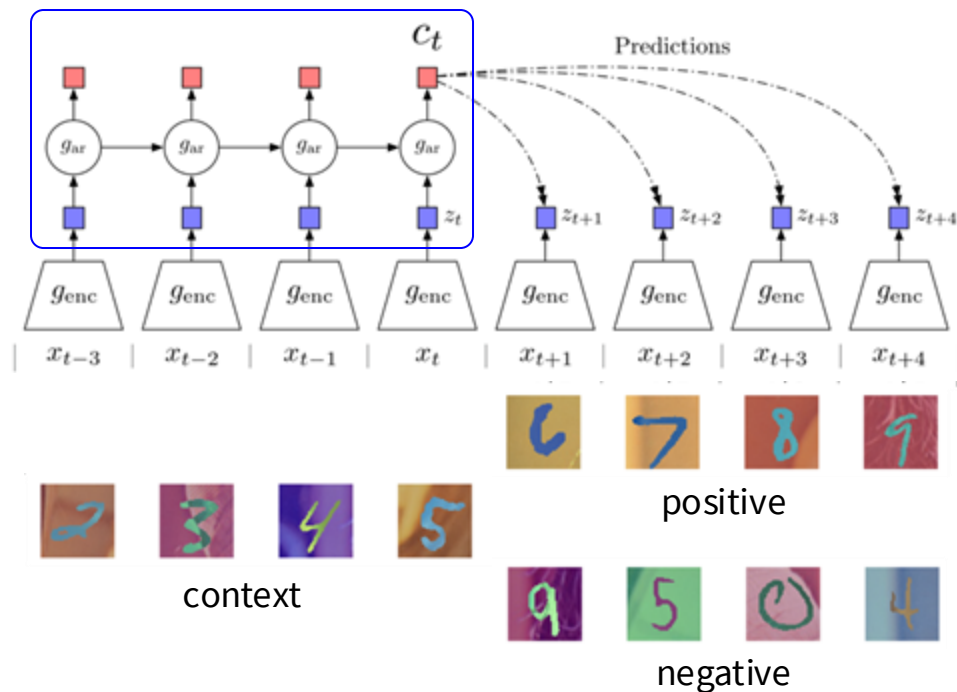 c_t
Predictions
g_ar g_ar g_ar g_ar
z_t z_{t+1} z_{t+2} z_{t+3} z_{t+4}
g_enc g_enc g_enc g_enc g_enc g_enc g_enc g_enc
x_{t-3} x_{t-2} x_{t-1} x_t x_{t+1} x_{t+2} x_{t+3} x_{t+4}
6 7 8 9
positive
2 3 4 5
context
9 5 0 4
negative